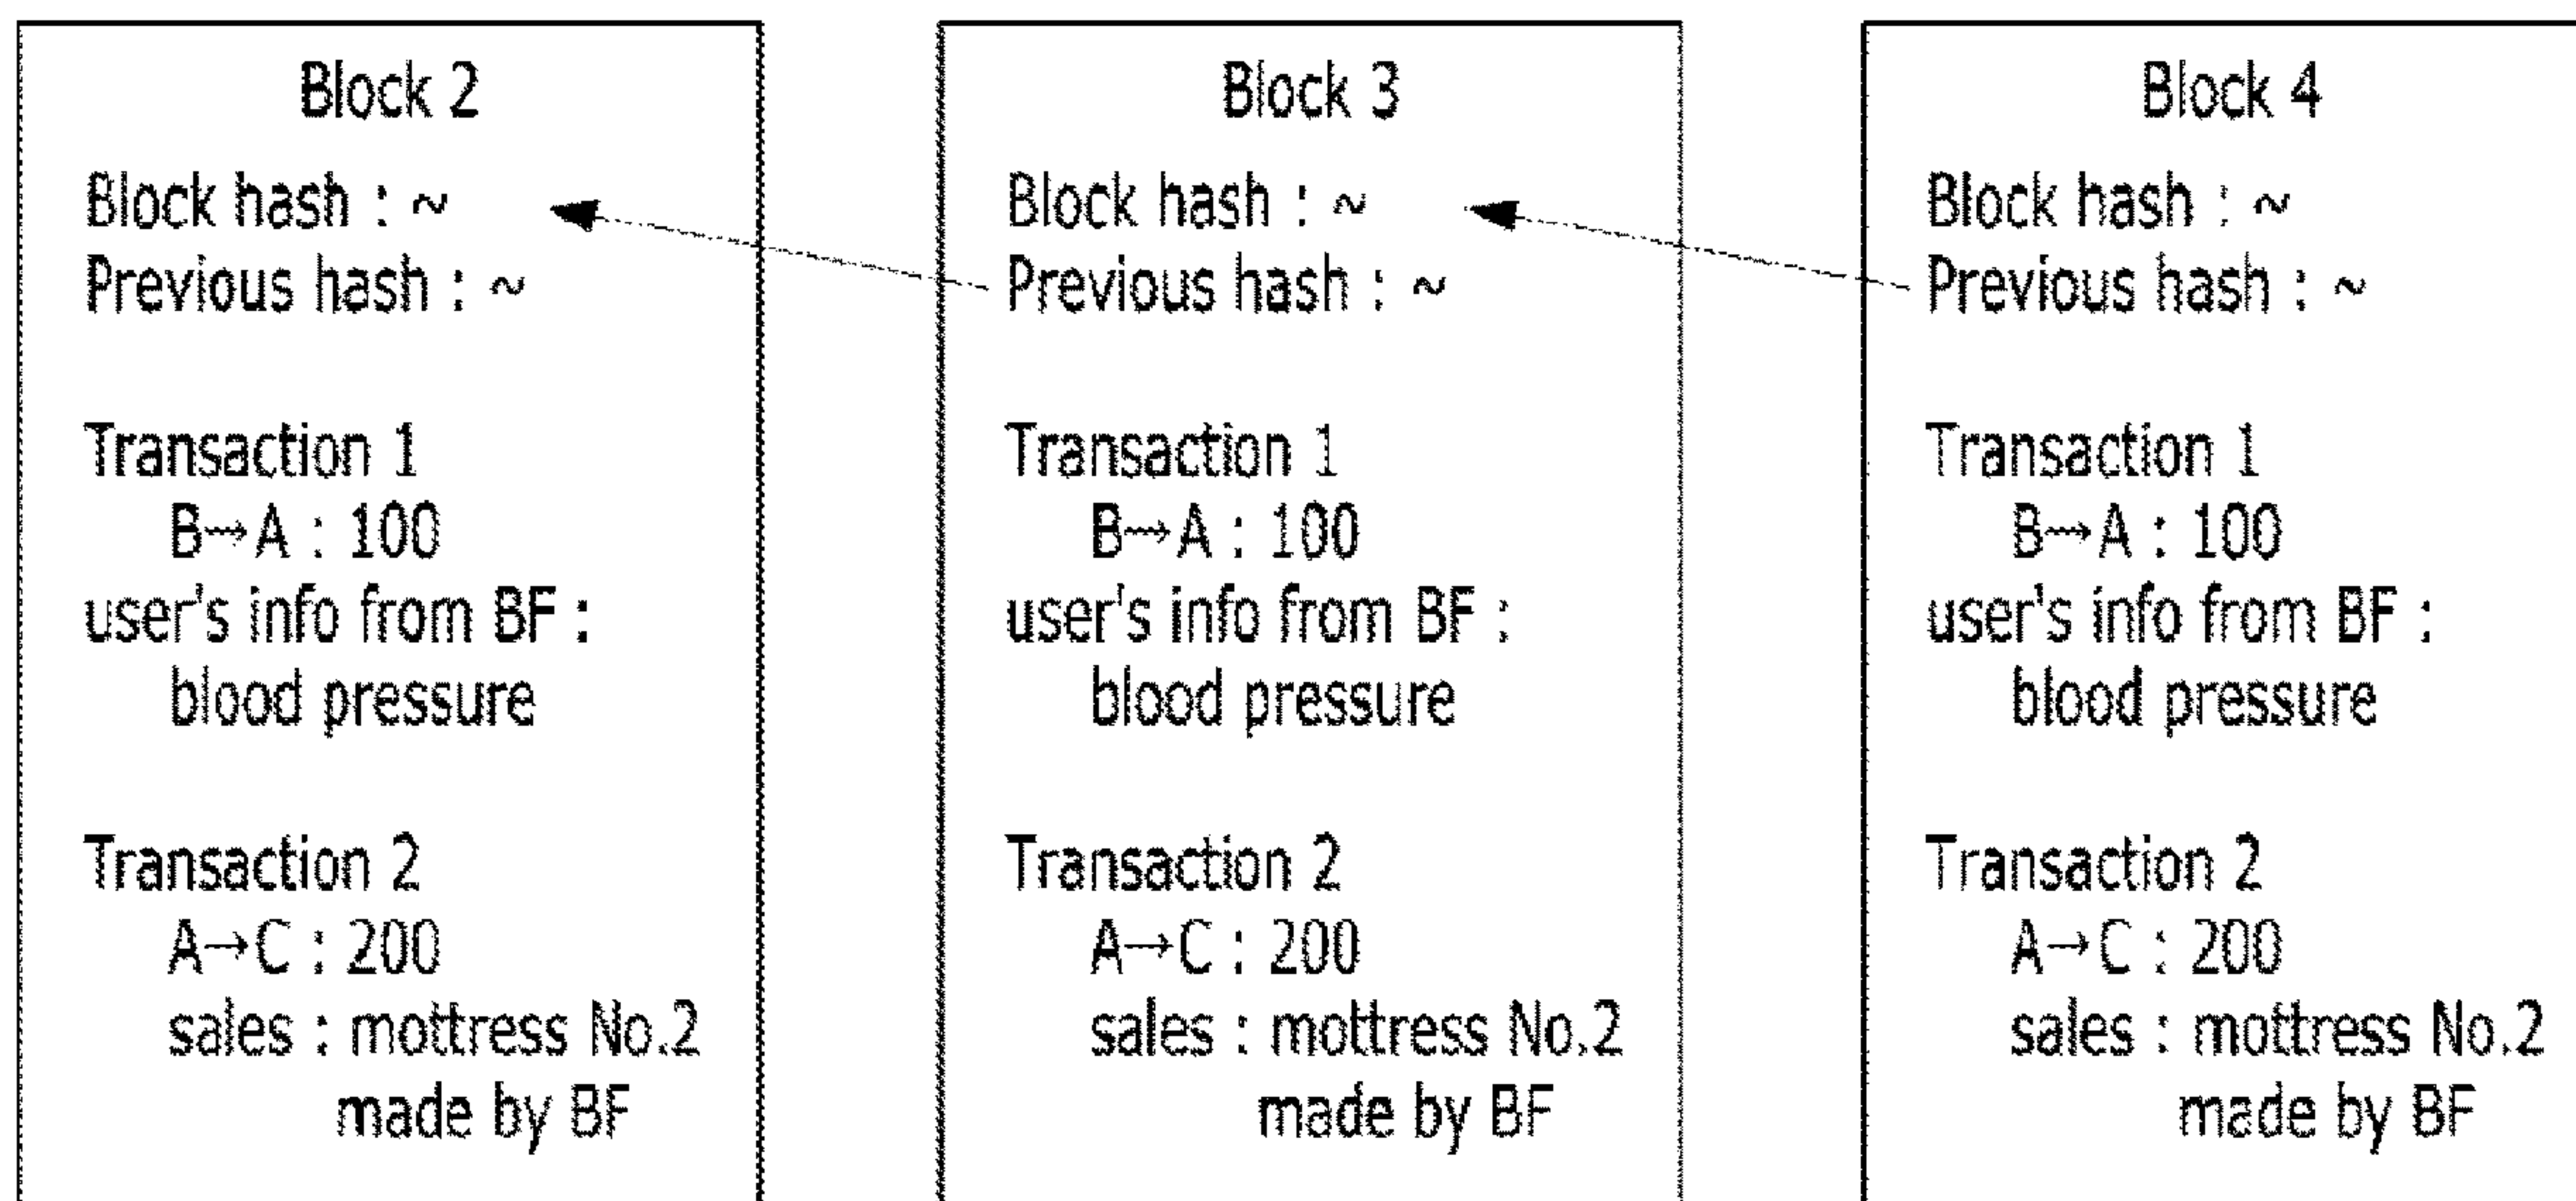 Block 2
Block hash : ~
Previous hash : ~
Transaction 1
B→A : 100
user's info from BF :
blood pressure
Transaction 2
A→C : 200
sales : mottress No.2
made by BF
Block 3
Block hash : ~
Previous hash : ~
Transaction 1
B→A : 100
user's info from BF :
blood pressure
Transaction 2
A→C : 200
sales : mottress No.2
made by BF
Block 4
Block hash : ~
Previous hash : ~
Transaction 1
B→A : 100
user's info from BF :
blood pressure
Transaction 2
A→C : 200
sales : mottress No.2
made by BF